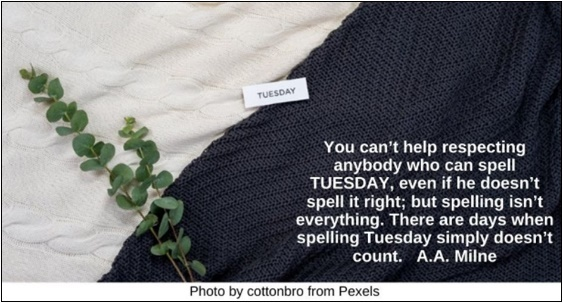 TUESDAY
You can’t help respecting
anybody who can spell
TUESDAY, even if he doesn’t
spell it right; but spelling isn’t
everything. There are days when
spelling Tuesday simply doesn’t
count.   A.A. Milne
Photo by cottonbro from Pexels